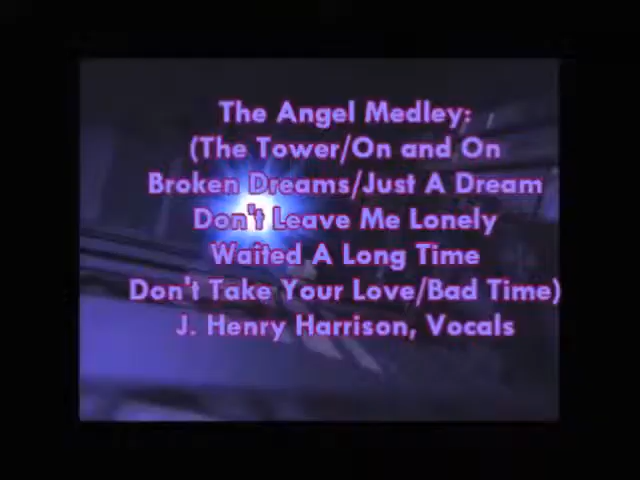 The Angel Medley:
(The Tower/On and On
Broken Dreams/Just A Dream
Don't Leave Me Lonely
Waited A Long Time
Don't Take Your Love/Bad Time)
J. Henry Harrison, Vocals